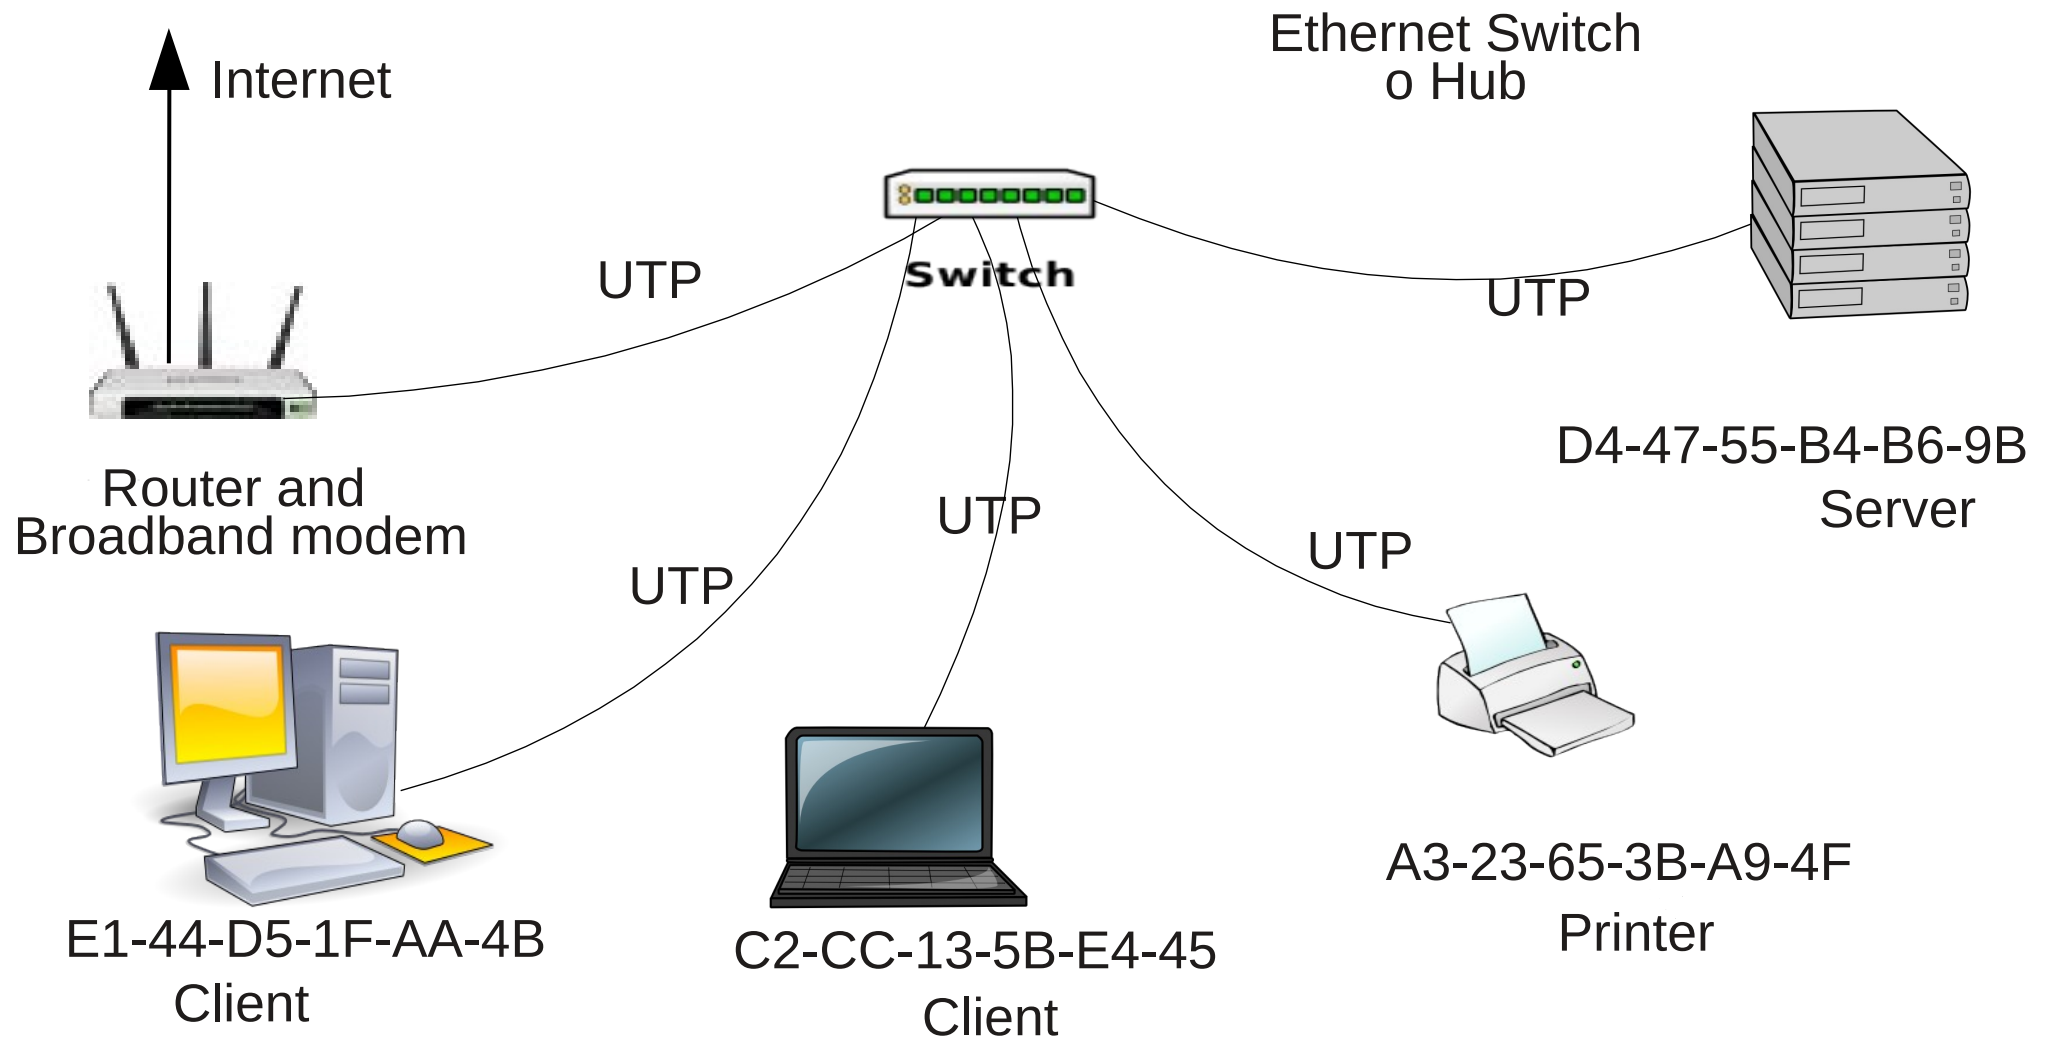 Ethernet Switch
o Hub
Internet
UTP
Switch
UTP
D4-47-55-B4-B6-9B
Server
Router and
Broadband modem
UTP
UTP
UTP
A3-23-65-3B-A9-4F
Printer
E1-44-D5-1F-AA-4B
Client
C2-CC-13-5B-E4-45
Client